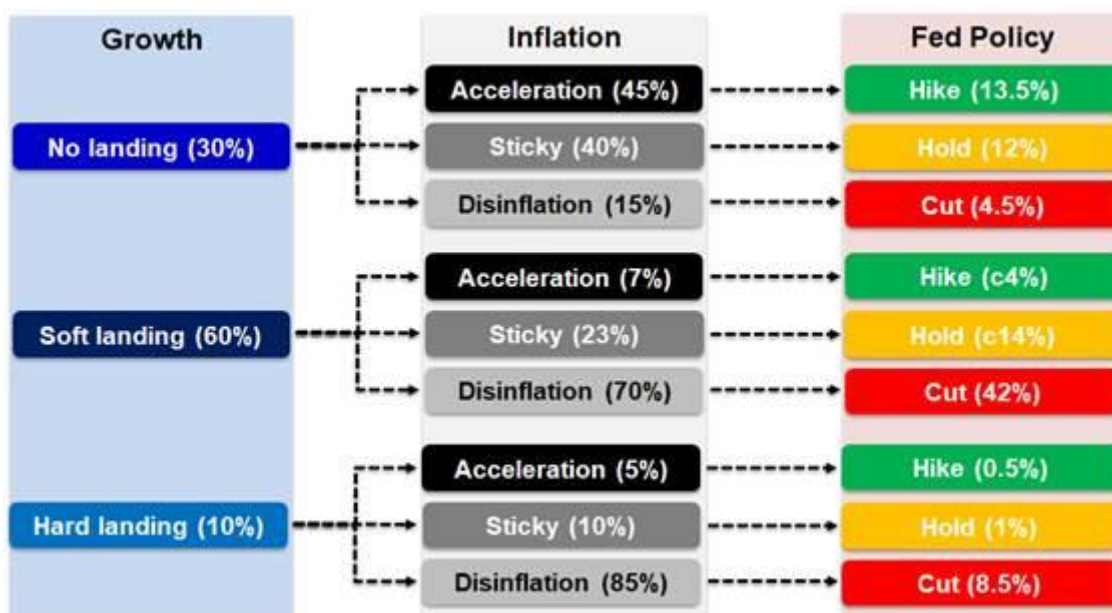 Growth
Inflation
Fed Policy
No landing (30%)
Acceleration (45%)
Hike (13.5%)
Sticky (40%)
Hold (12%)
Disinflation (15%)
Cut (4.5%)
Soft landing (60%)
Acceleration (7%)
Hike (c4%)
Sticky (23%)
Hold (c14%)
Disinflation (70%)
Cut (42%)
Hard landing (10%)
Acceleration (5%)
Hike (0.5%)
Sticky (10%)
Hold (1%)
Disinflation (85%)
Cut (8.5%)